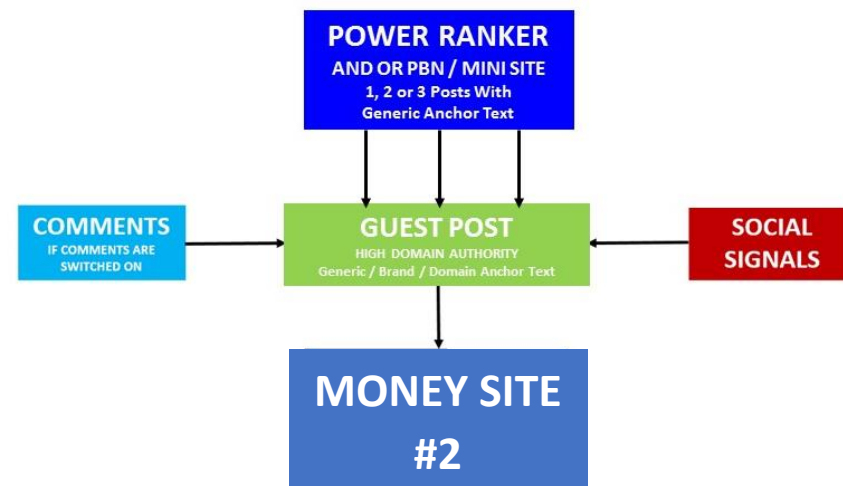 POWER RANKER
AND OR PBN / MINI SITE
1, 2 or 3 Posts With
Generic Anchor Text
COMMENTS
IF COMMENTS ARE
SWITCHED ON
GUEST POST
HIGH DOMAIN AUTHORITY
Generic / Brand / Domain Anchor Text
SOCIAL
SIGNALS
MONEY SITE
#2